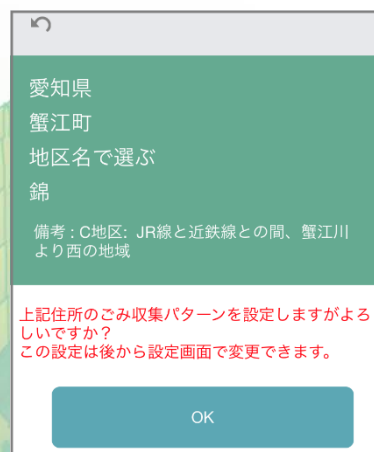 愛知県
蟹江町
地区名で選ぶ
錦
備考 : C地区: JR線と近鉄線との間、蟹江川
より西の地域
上記住所のごみ収集パターンを設定しますがよろ
しいですか？
この設定は後から設定画面で変更できます。
OK